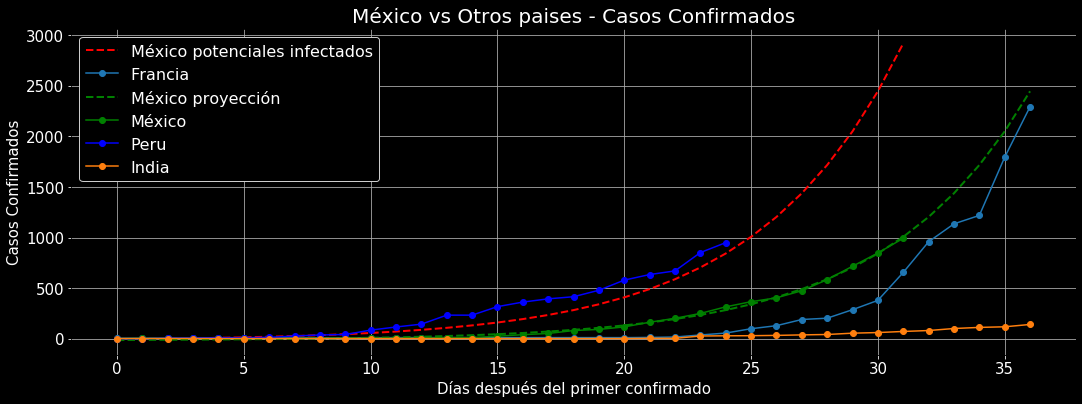 México vs Otros paises - Casos Confirmados
3000
2500
2000
1500
1000
500
0
Casos Confirmados
México potenciales infectados
Francia
México proyección
México
Peru
India
0 5 10 15 20 25 30 35
Días después del primer confirmado